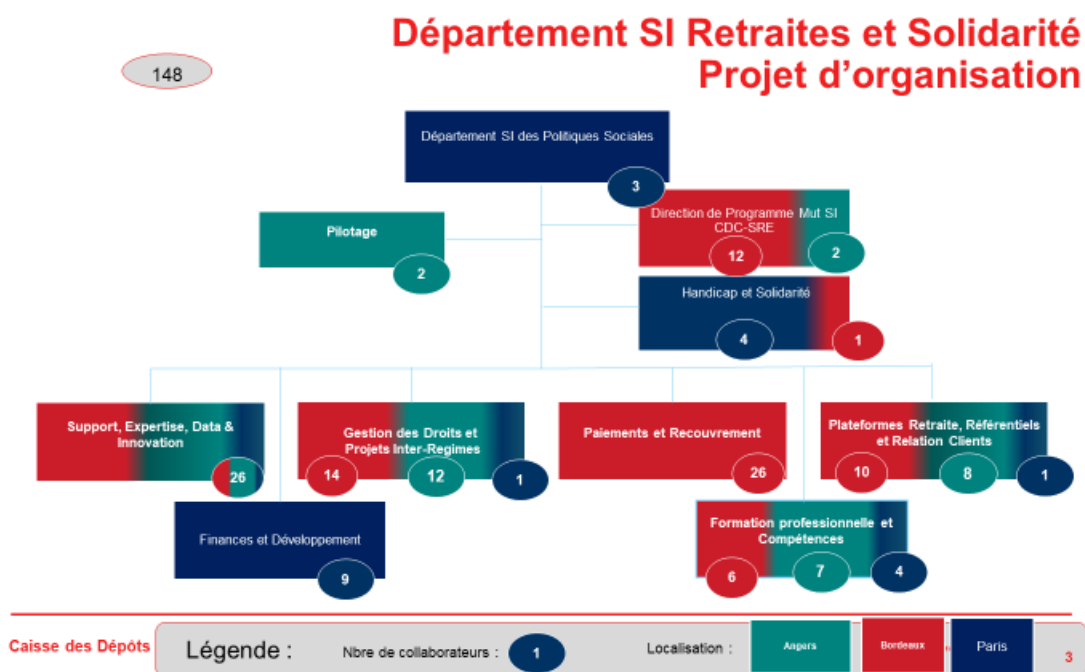 Département SI Retraites et Solidarité
Projet d'organisation
148
Département SI des Politiques Sociales
3
Pilotage
2
Direction de Programme Mut SI
CDC-SRE
12
2
Handicap et Solidarité
4
1
Support, Expertise, Data &
Innovation
26
Gestion des Droits et
Projets Inter-Regimes
14
12
1
Paiements et Recouvrement
26
Plateformes Retraite, Référentiels
et Relation Clients
10
8
1
Finances et Développement
9
Formation professionnelle et
Compétences
6
7
4
Caisse des Dépôts
Légende :
Nbre de collaborateurs :
1
Localisation :
Angers
Bordeaux
Paris
3